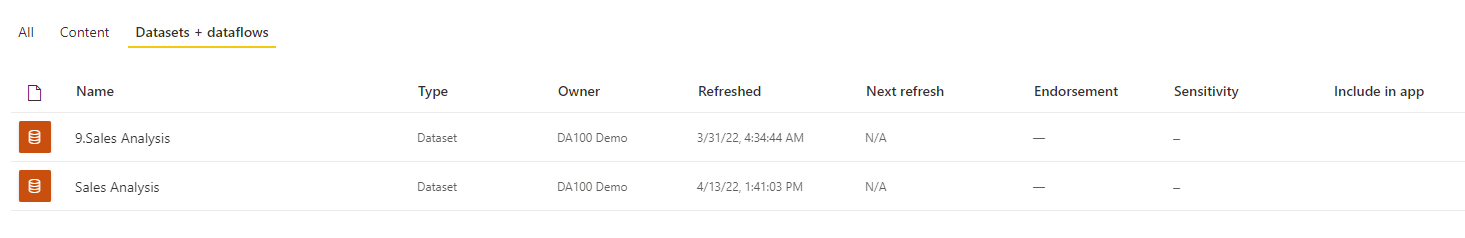 All Content Datasets + dataflows
Name Type Owner Refreshed Next refresh Endorsement Sensitivity Include in app
9.Sales Analysis Dataset DA100 Demo 3/31/22, 4:34:44 AM N/A — –
Sales Analysis Dataset DA100 Demo 4/13/22, 1:41:03 PM N/A — –